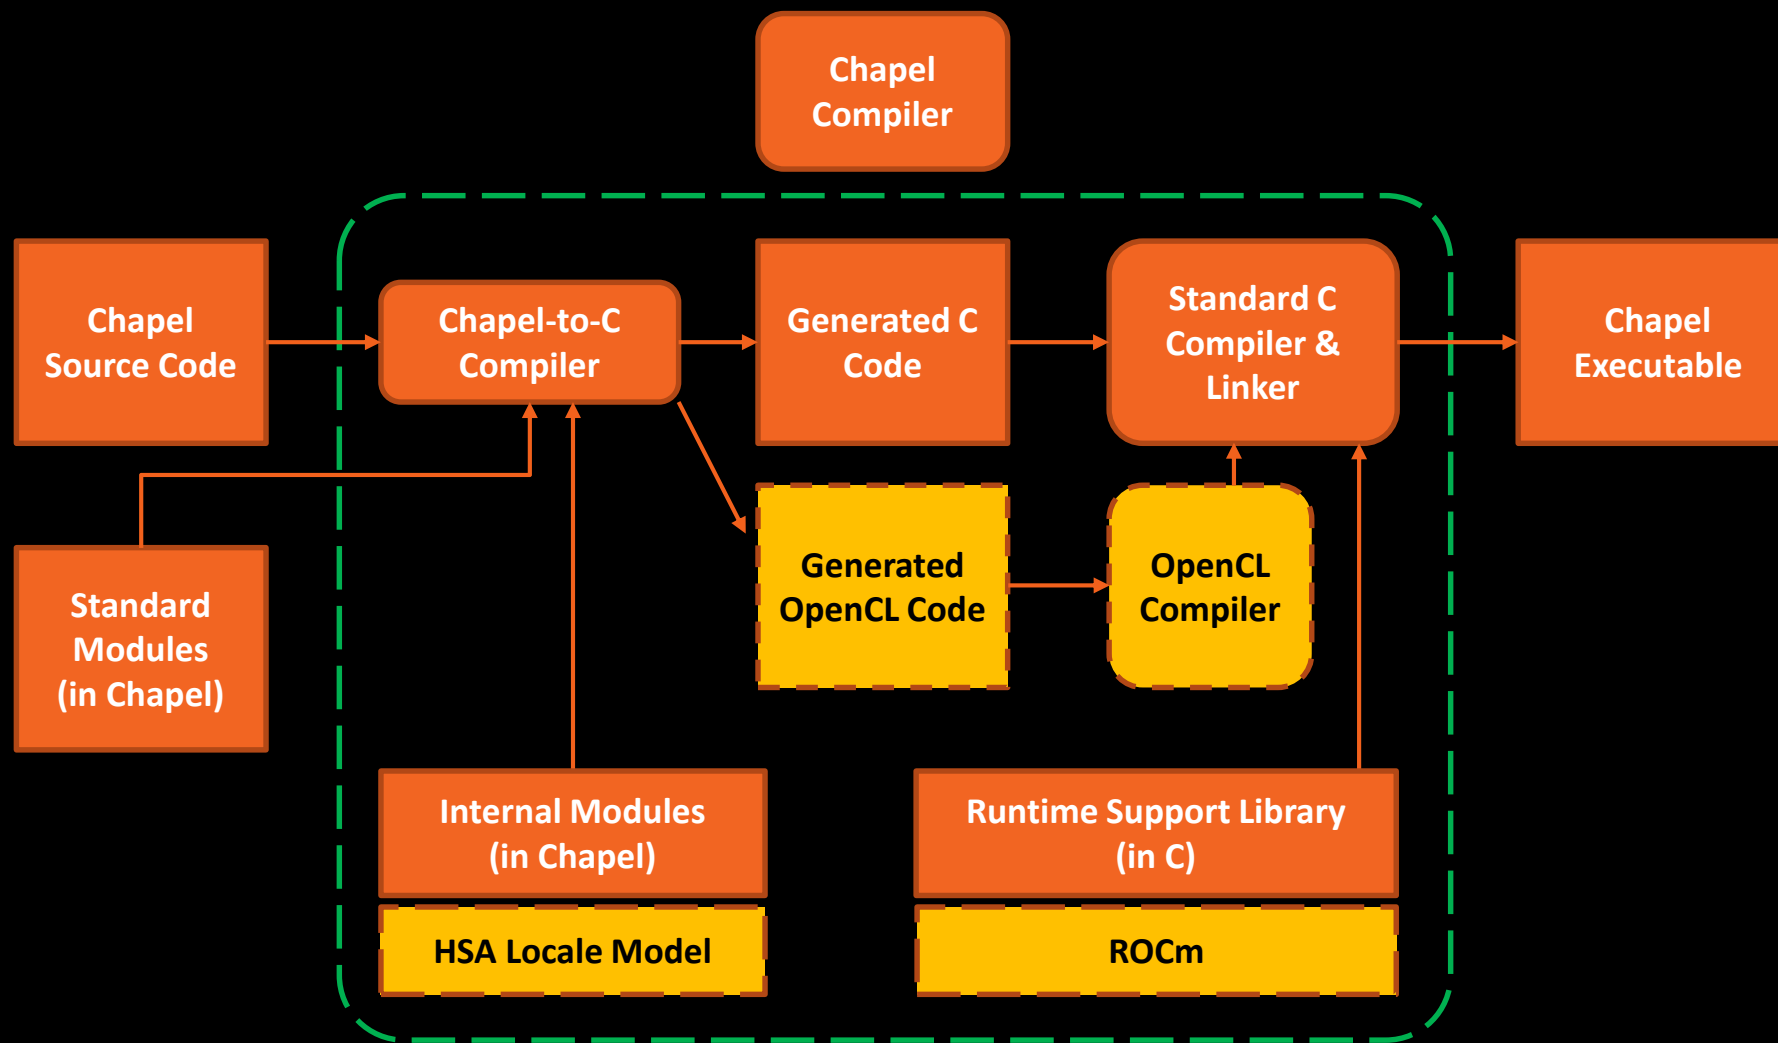 Chapel
Compiler
Chapel
Source Code
Chapel-to-C
Compiler
Generated C
Code
Standard C
Compiler &
Linker
Chapel
Executable
Standard
Modules
(in Chapel)
Generated
OpenCL Code
OpenCL
Compiler
Internal Modules
(in Chapel)
Runtime Support Library
(in C)
HSA Locale Model
ROCm